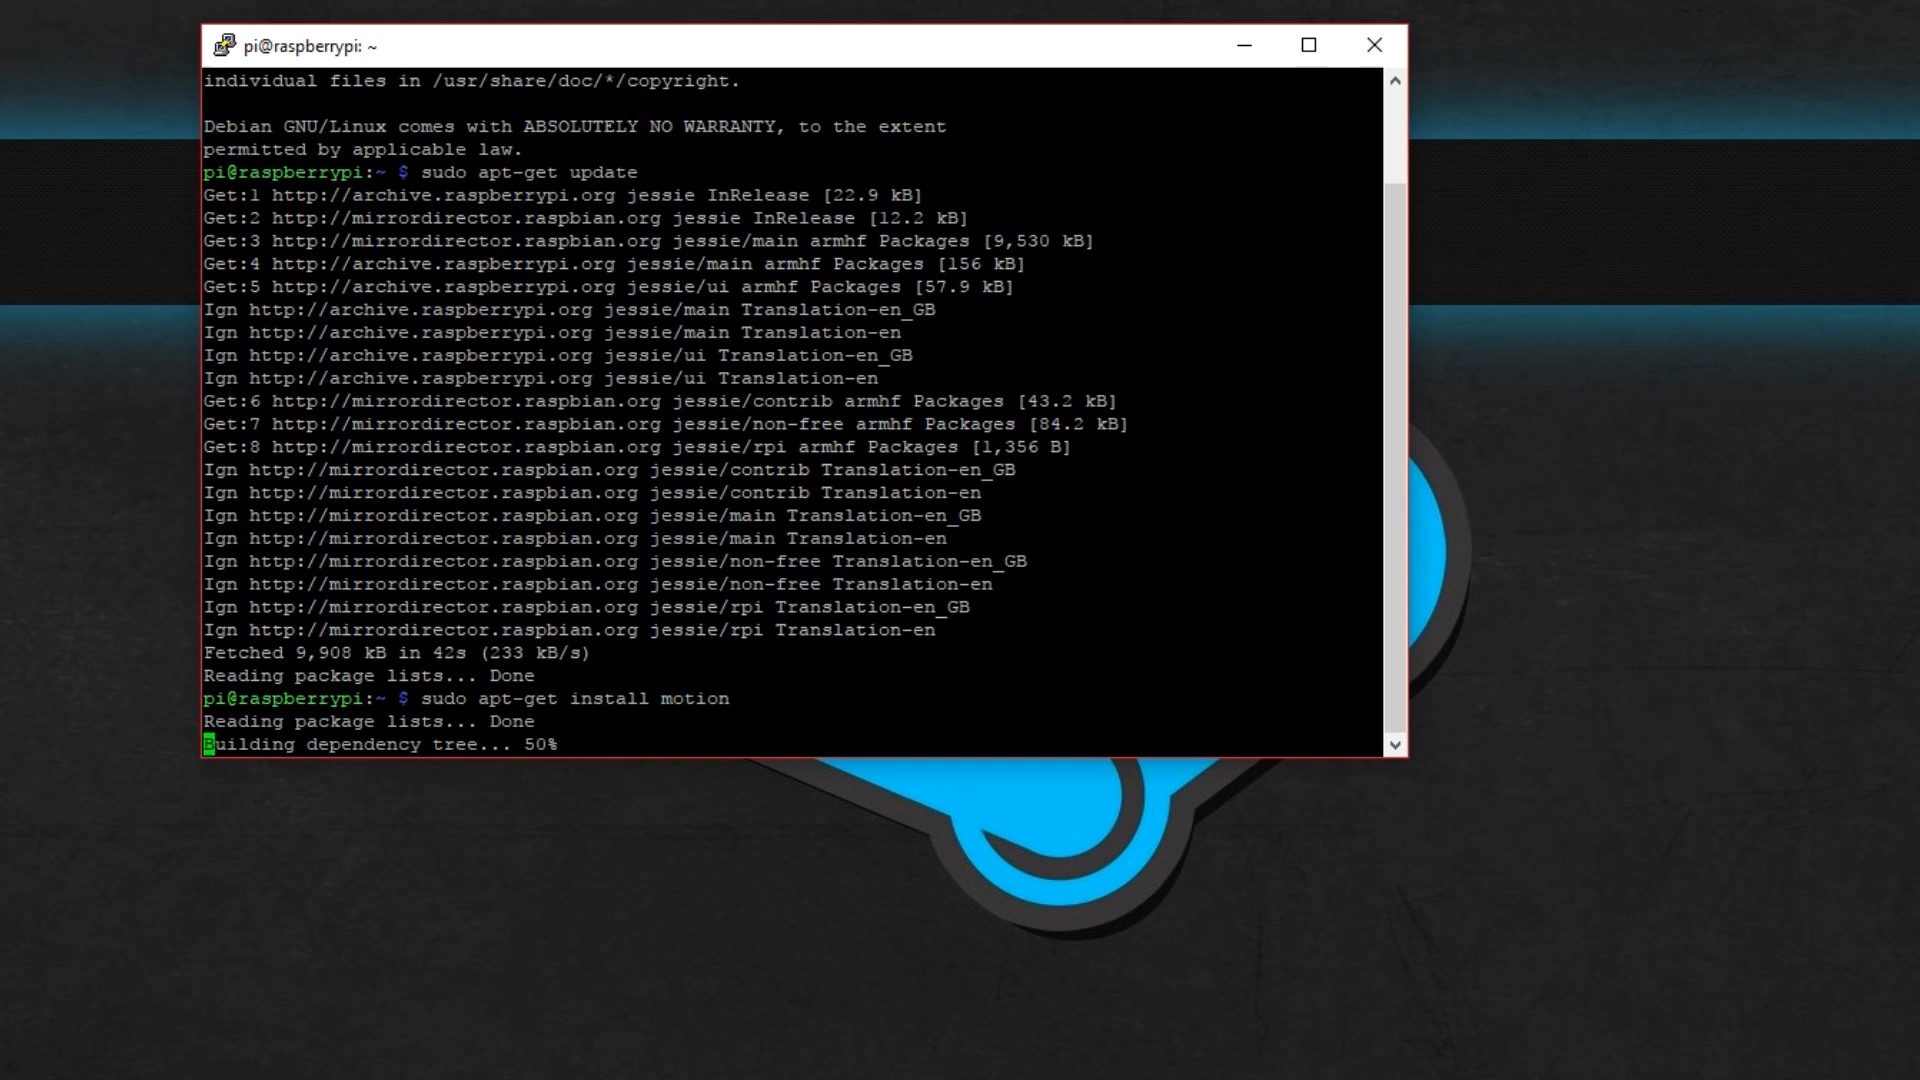 pi@raspberrypi: ~
individual files in /usr/share/doc/*/copyright.
Debian GNU/Linux comes with ABSOLUTELY NO WARRANTY, to the extent
permitted by applicable law.
pi@raspberrypi:~ $ sudo apt-get update
Get:1 http://archive.raspberrypi.org jessie InRelease [22.9 kB]
Get:2 http://mirrordirector.raspbian.org jessie InRelease [12.2 kB]
Get:3 http://mirrordirector.raspbian.org jessie/main armhf Packages [9,530 kB]
Get:4 http://archive.raspberrypi.org jessie/main armhf Packages [156 kB]
Get:5 http://archive.raspberrypi.org jessie/ui armhf Packages [57.9 kB]
Ign http://archive.raspberrypi.org jessie/main Translation-en_GB
Ign http://archive.raspberrypi.org jessie/main Translation-en
Ign http://archive.raspberrypi.org jessie/ui Translation-en_GB
Ign http://archive.raspberrypi.org jessie/ui Translation-en
Get:6 http://mirrordirector.raspbian.org jessie/contrib armhf Packages [43.2 kB]
Get:7 http://mirrordirector.raspbian.org jessie/non-free armhf Packages [84.2 kB]
Get:8 http://mirrordirector.raspbian.org jessie/rpi armhf Packages [1,356 B]
Ign http://mirrordirector.raspbian.org jessie/contrib Translation-en_GB
Ign http://mirrordirector.raspbian.org jessie/contrib Translation-en
Ign http://mirrordirector.raspbian.org jessie/main Translation-en_GB
Ign http://mirrordirector.raspbian.org jessie/main Translation-en
Ign http://mirrordirector.raspbian.org jessie/non-free Translation-en_GB
Ign http://mirrordirector.raspbian.org jessie/non-free Translation-en
Ign http://mirrordirector.raspbian.org jessie/rpi Translation-en_GB
Ign http://mirrordirector.raspbian.org jessie/rpi Translation-en
Fetched 9,908 kB in 42s (233 kB/s)
Reading package lists... Done
pi@raspberrypi:~ $ sudo apt-get install motion
Reading package lists... Done
Building dependency tree... 50%